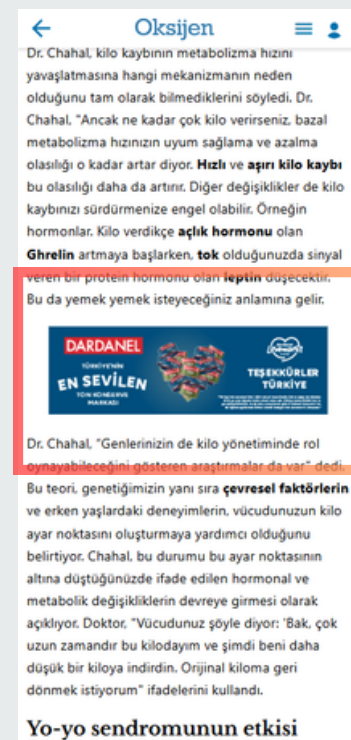 Oksijen
Dr. Chahal, kilo kaybının metabolizma hızını
yavaşlatmasına hangi mekanizmanın neden
olduğunu tam olarak bilmediklerini söyledi. Dr.
Chahal, "Ancak ne kadar çok kilo verirseniz, bazal
metabolizma hızınızın uyum sağlama ve azalma
olasılığı o kadar artar diyor. Hızlı ve aşırı kilo kaybı
bu olasılığı daha da artırır. Diğer değişiklikler de kilo
kaybınızı sürdürmenize engel olabilir. Örneğin
hormonlar. Kilo verdikçe açlık hormonu olan
Ghrelin artmaya başlarken, tok olduğunuzda sinyal
veren bir protein hormonu olan leptin düşecektir.
Bu da yemek yemek isteyeceğiniz anlamına gelir.
DARDANEL
TÜRKİYE'NİN
EN SEVİLEN
TON KONSERVE
MARKASI
TEŞEKKÜRLER
TÜRKİYE
Dr. Chahal, "Genlerinizin de kilo yönetiminde rol
oynayabileceğini gösteren araştırmalar da var" dedi.
Bu teori, genetiğimizin yanı sıra çevresel faktörlerin
ve erken yaşlardaki deneyimlerin, vücudunuzun kilo
ayar noktasını oluşturmaya yardımcı olduğunu
belirtiyor. Chahal, bu durumu bu ayar noktasının
altına düştüğünüzde ifade edilen hormonal ve
metabolik değişikliklerin devreye girmesi olarak
açıklıyor. Doktor, "Vücudunuz şöyle diyor: 'Bak, çok
uzun zamandır bu kilodayım ve şimdi beni daha
düşük bir kiloya indirdin. Orijinal kiloma geri
dönmek istiyorum" ifadelerini kullandı.
Yo-yo sendromunun etkisi